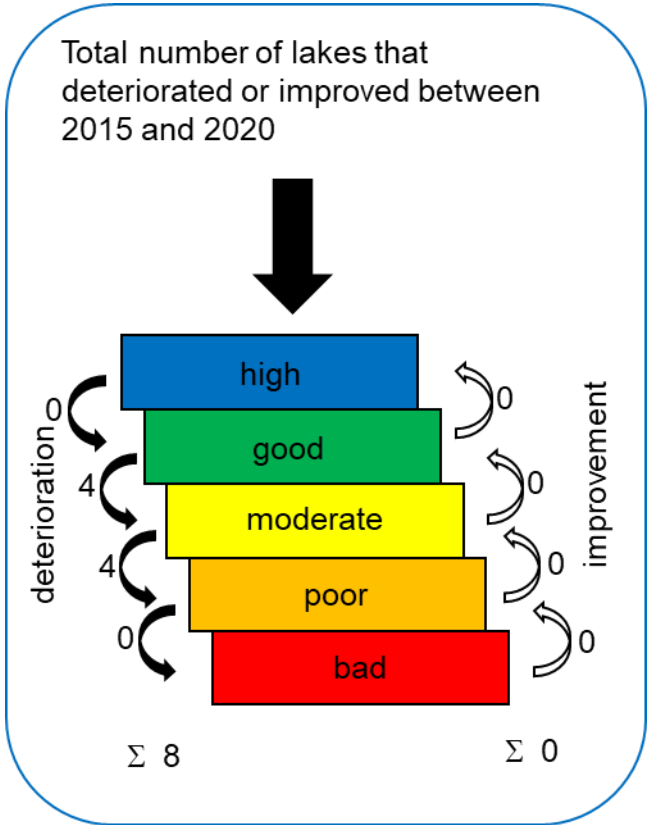 Total number of lakes that
deteriorated or improved between
2015 and 2020
high
0
0
good
deterioration
improvement
4
0
moderate
4
0
poor
0
0
bad
Σ 8
Σ 0